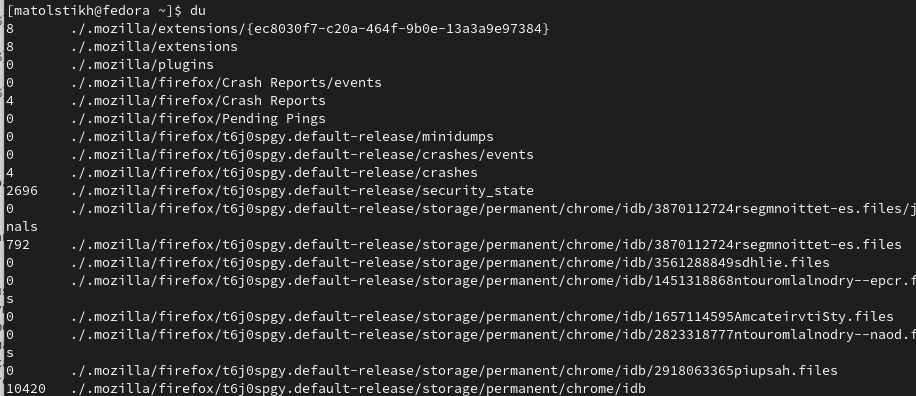 [matolstikh@fedora ~]$ du
8 ./.mozilla/extensions/{ec8030f7-c20a-464f-9b0e-13a3a9e97384}
8 ./.mozilla/extensions
0 ./.mozilla/plugins
0 ./.mozilla/firefox/Crash Reports/events
4 ./.mozilla/firefox/Crash Reports
0 ./.mozilla/firefox/Pending Pings
0 ./.mozilla/firefox/t6j0spgy.default-release/minidumps
0 ./.mozilla/firefox/t6j0spgy.default-release/crashes/events
4 ./.mozilla/firefox/t6j0spgy.default-release/crashes
2696 ./.mozilla/firefox/t6j0spgy.default-release/security_state
0 ./.mozilla/firefox/t6j0spgy.default-release/storage/permanent/chrome/idb/3870112724rsegmnoittet-es.files/j
nals
792 ./.mozilla/firefox/t6j0spgy.default-release/storage/permanent/chrome/idb/3870112724rsegmnoittet-es.files
0 ./.mozilla/firefox/t6j0spgy.default-release/storage/permanent/chrome/idb/3561288849sdhlie.files
0 ./.mozilla/firefox/t6j0spgy.default-release/storage/permanent/chrome/idb/1451318868ntouromlalnodry--epcr.f
s
0 ./.mozilla/firefox/t6j0spgy.default-release/storage/permanent/chrome/idb/1657114595AmcateirvtiSty.files
0 ./.mozilla/firefox/t6j0spgy.default-release/storage/permanent/chrome/idb/2823318777ntouromlalnodry--naod.f
s
0 ./.mozilla/firefox/t6j0spgy.default-release/storage/permanent/chrome/idb/2918063365piupsah.files
10420 ./.mozilla/firefox/t6j0spgy.default-release/storage/permanent/chrome/idb